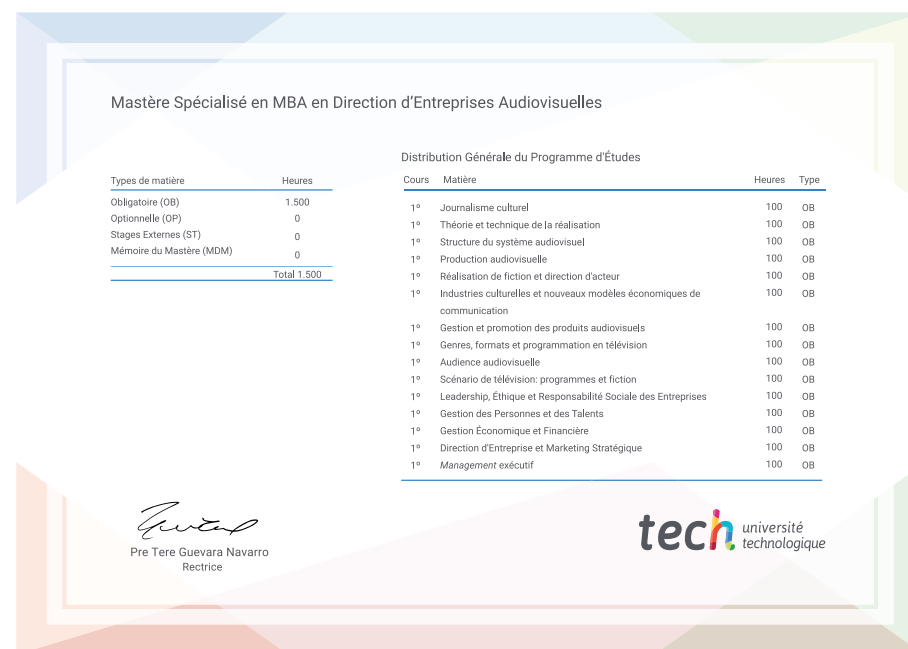 Mastère Spécialisé en MBA en Direction d'Entreprises Audiovisuelles
Types de matière Heures
Obligatoire (OB) 1.500
Optionnelle (OP) 0
Stages Externes (ST) 0
Mémoire du Mastère (MDM) 0
Total 1.500
Distribution Générale du Programme d'Études
Cours Matière Heures Type
1º Journalisme culturel 100 OB
1º Théorie et technique de la réalisation 100 OB
1º Structure du système audiovisuel 100 OB
1º Production audiovisuelle 100 OB
1º Réalisation de fiction et direction d'acteur 100 OB
1º Industries culturelles et nouveaux modèles économiques de 100 OB
communication
1º Gestion et promotion des produits audiovisuels 100 OB
1º Genres, formats et programmation en télévision 100 OB
1º Audience audiovisuelle 100 OB
1º Scénario de télévision: programmes et fiction 100 OB
1º Leadership, Éthique et Responsabilité Sociale des Entreprises 100 OB
1º Gestion des Personnes et des Talents 100 OB
1º Gestion Économique et Financière 100 OB
1º Direction d'Entreprise et Marketing Stratégique 100 OB
1º Management exécutif 100 OB
Pre Tere Guevara Navarro
Rectrice
tech université
technologique